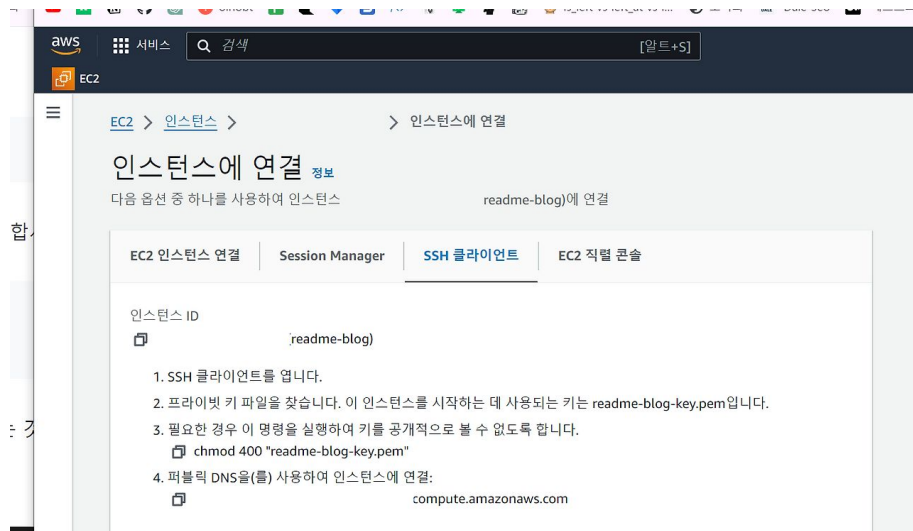 aws
서비스
검색
[알트+S]
EC2
EC2 > 인스턴스 > > 인스턴스에 연결
인스턴스에 연결 정보
다음 옵션 중 하나를 사용하여 인스턴스 readme-blog)에 연결
EC2 인스턴스 연결
Session Manager
SSH 클라이언트
EC2 직렬 콘솔
인스턴스 ID
(readme-blog)
1. SSH 클라이언트를 엽니다.
2. 프라이빗 키 파일을 찾습니다. 이 인스턴스를 시작하는 데 사용되는 키는 readme-blog-key.pem입니다.
3. 필요한 경우 이 명령을 실행하여 키를 공개적으로 볼 수 없도록 합니다.
chmod 400 "readme-blog-key.pem"
4. 퍼블릭 DNS을(를) 사용하여 인스턴스에 연결:
compute.amazonaws.com